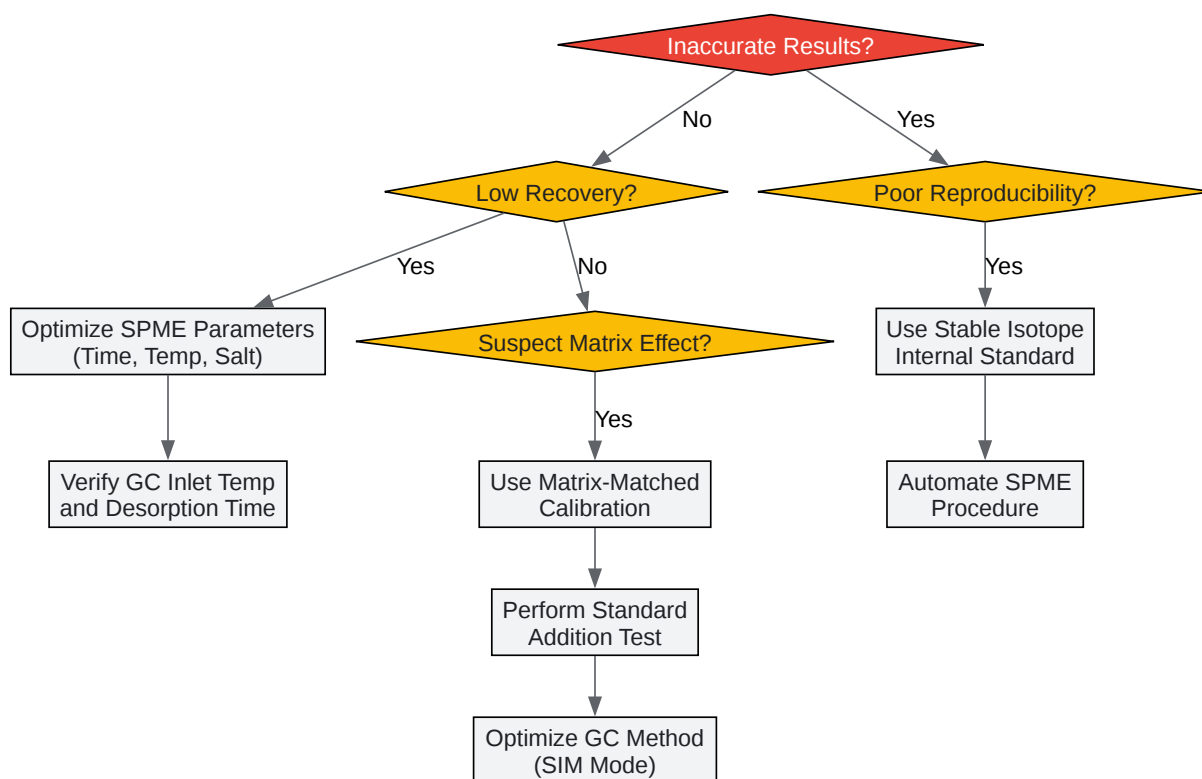 Inaccurate Results?
No
Yes
Low Recovery?
Poor Reproducibility?
Yes
No
Yes
Optimize SPME Parameters
(Time, Temp, Salt)
Suspect Matrix Effect?
Use Stable Isotope
Internal Standard
Yes
Verify GC Inlet Temp
and Desorption Time
Use Matrix-Matched
Calibration
Automate SPME
Procedure
Perform Standard
Addition Test
Optimize GC Method
(SIM Mode)